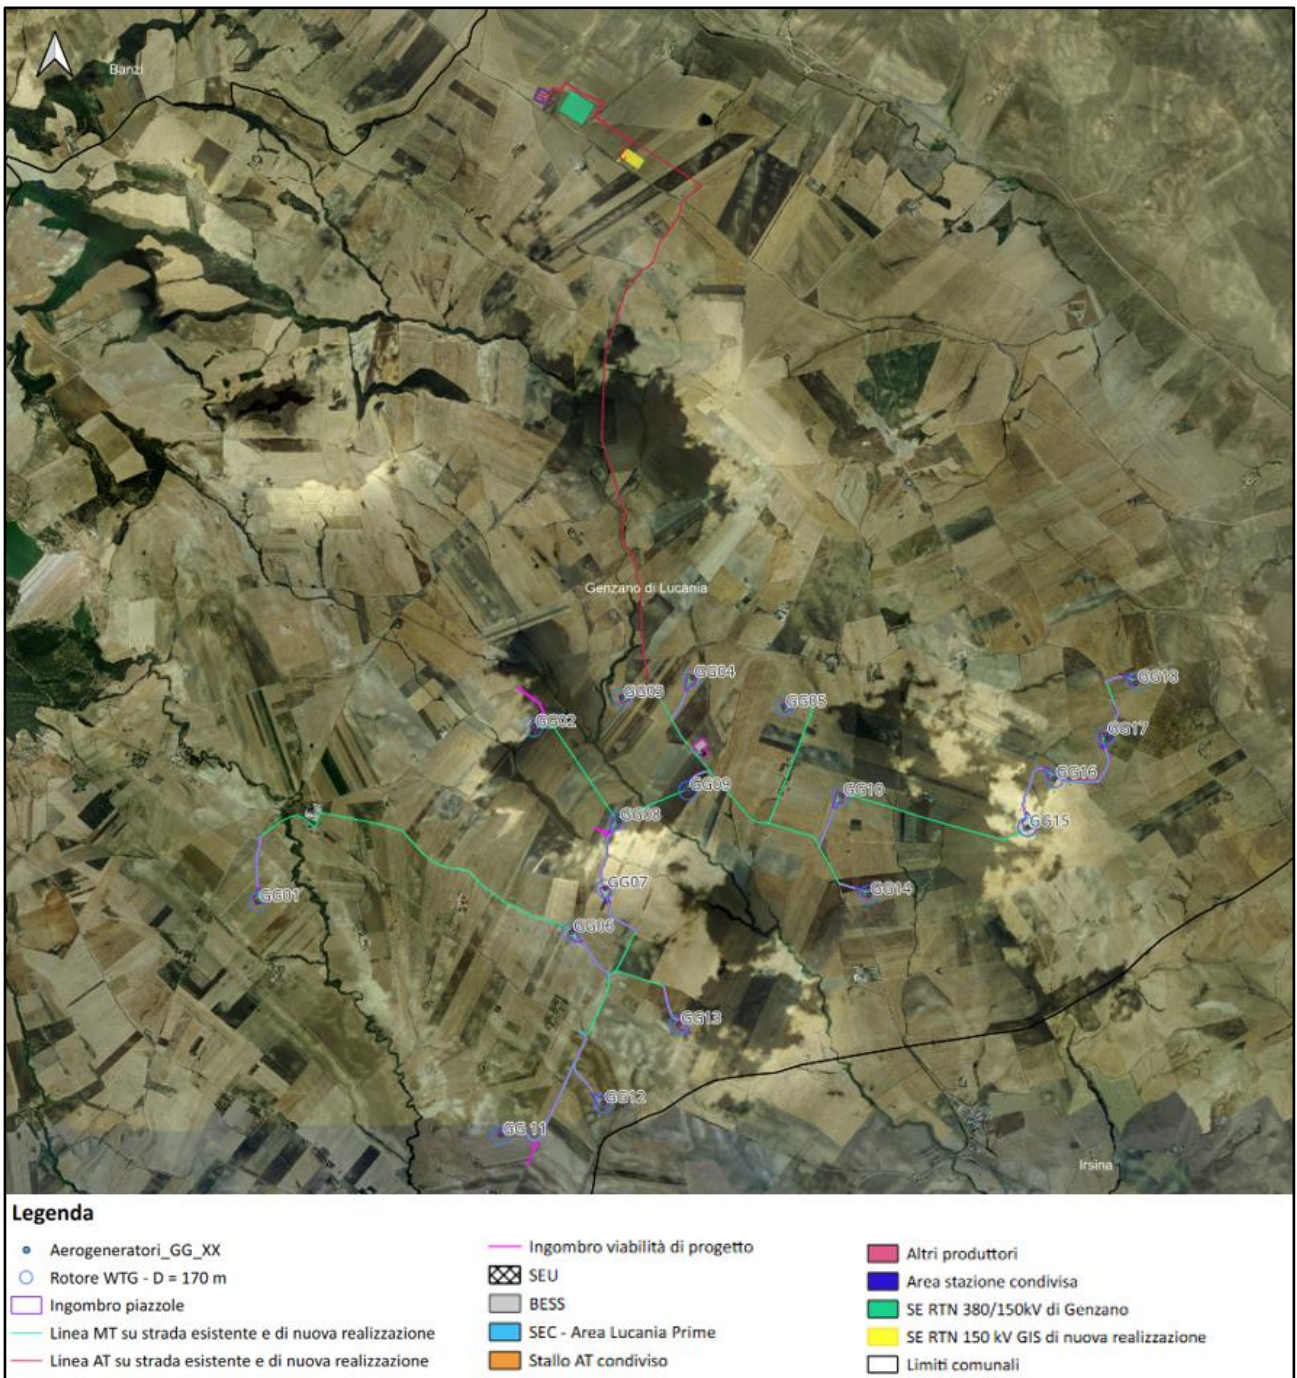 Banzi
Genzano di Lucania
GG04
GG03
GG18
GG05
GG02
GG17
GG16
GG09
GG10
GG08
GG15
GG07
GG14
GG01
GG06
GG13
GG12
GG 11
Irsina
Legenda
Aerogeneratori_GG_XX
Rotore WTG - D = 170 m
Ingombro piazzole
Linea MT su strada esistente e di nuova realizzazione
Linea AT su strada esistente e di nuova realizzazione
Ingombro viabilità di progetto
SEU
BESS
SEC - Area Lucania Prime
Stallo AT condiviso
Altri produttori
Area stazione condivisa
SE RTN 380/150kV di Genzano
SE RTN 150 kV GIS di nuova realizzazione
Limiti comunali